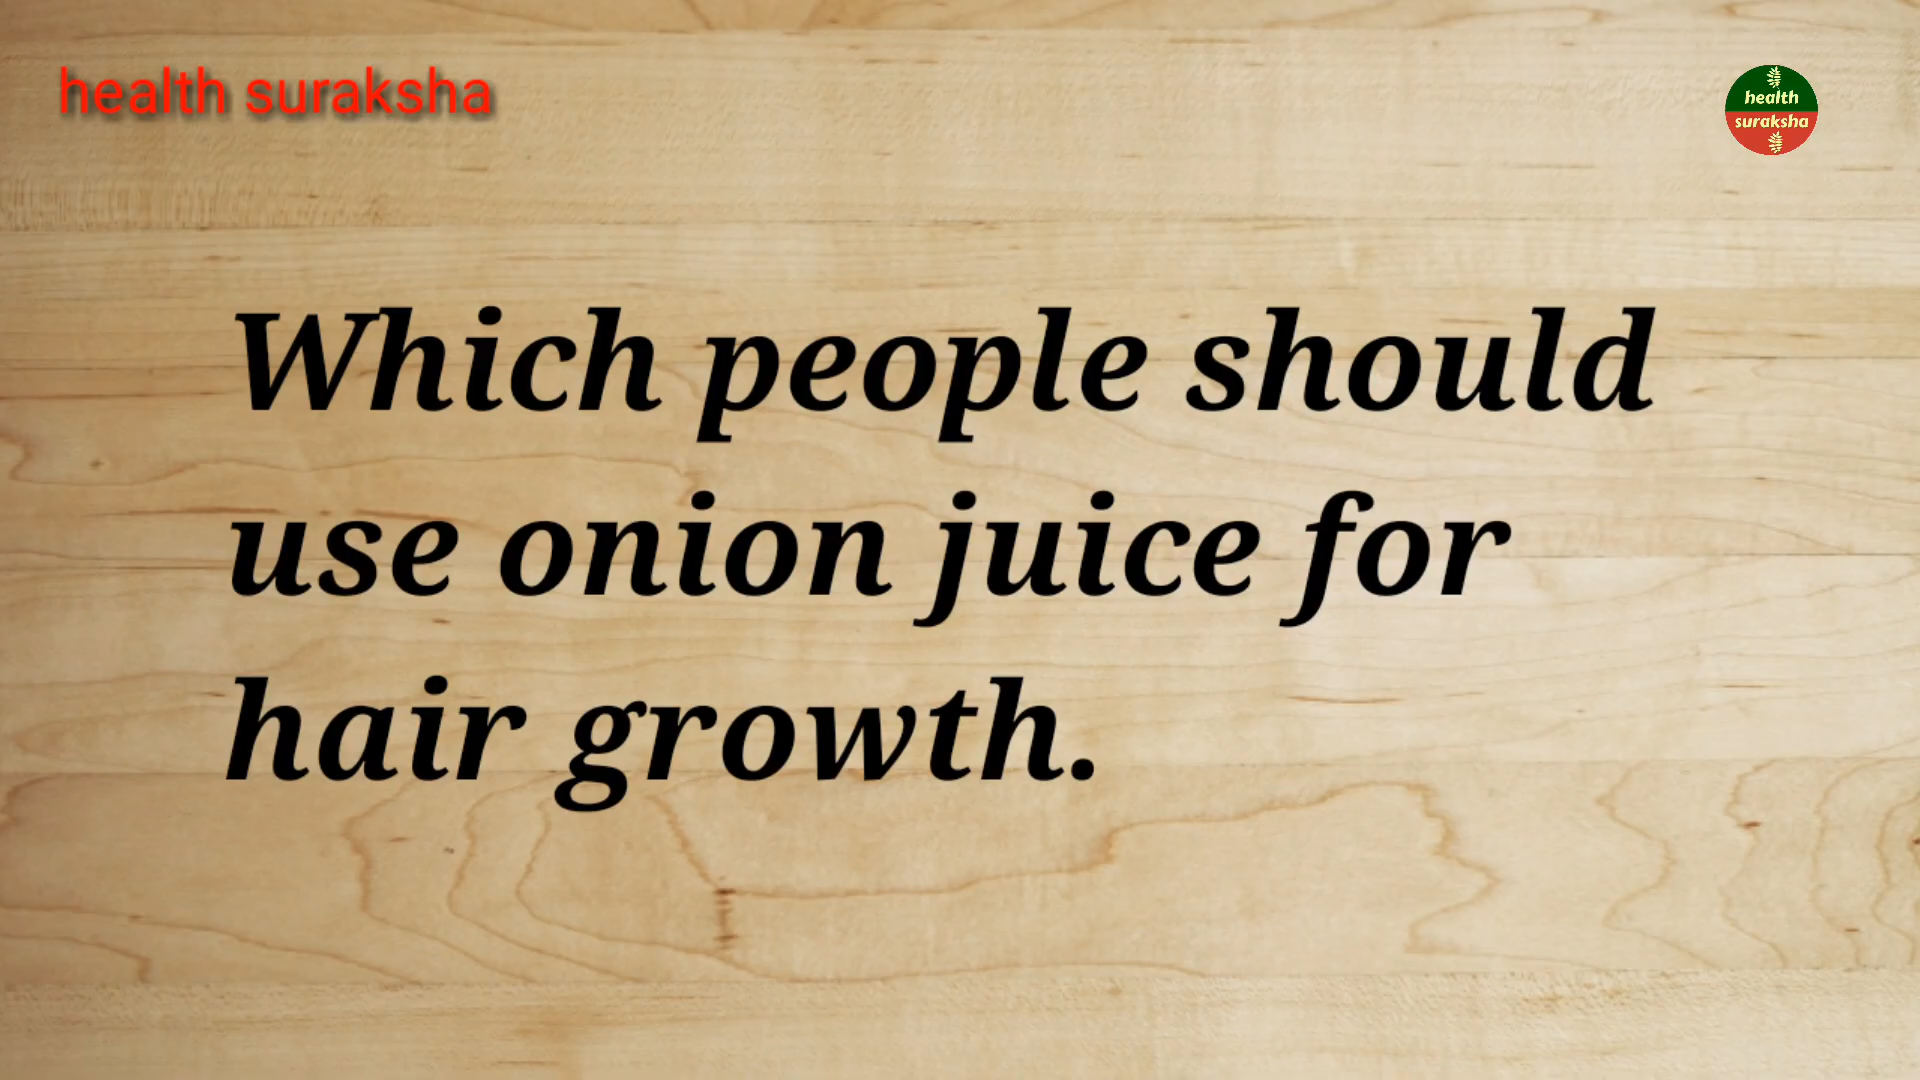 health suraksha
health
suraksha
Which people should
use onion juice for
hair growth.